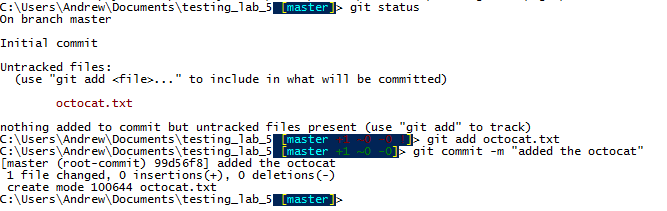 C:\Users\Andrew\Documents\testing_lab_5 [master]> git status
On branch master
Initial commit
Untracked files:
(use "git add <file>..." to include in what will be committed)
octocat.txt
nothing added to commit but untracked files present (use "git add" to track)
C:\Users\Andrew\Documents\testing_lab_5 [master +1 ~0 -0 !]> git add octocat.txt
C:\Users\Andrew\Documents\testing_lab_5 [master +1 ~0 -0]> git commit -m "added the octocat"
[master (root-commit) 99d56f8] added the octocat
1 file changed, 0 insertions(+), 0 deletions(-)
create mode 100644 octocat.txt
C:\Users\Andrew\Documents\testing_lab_5 [master]>